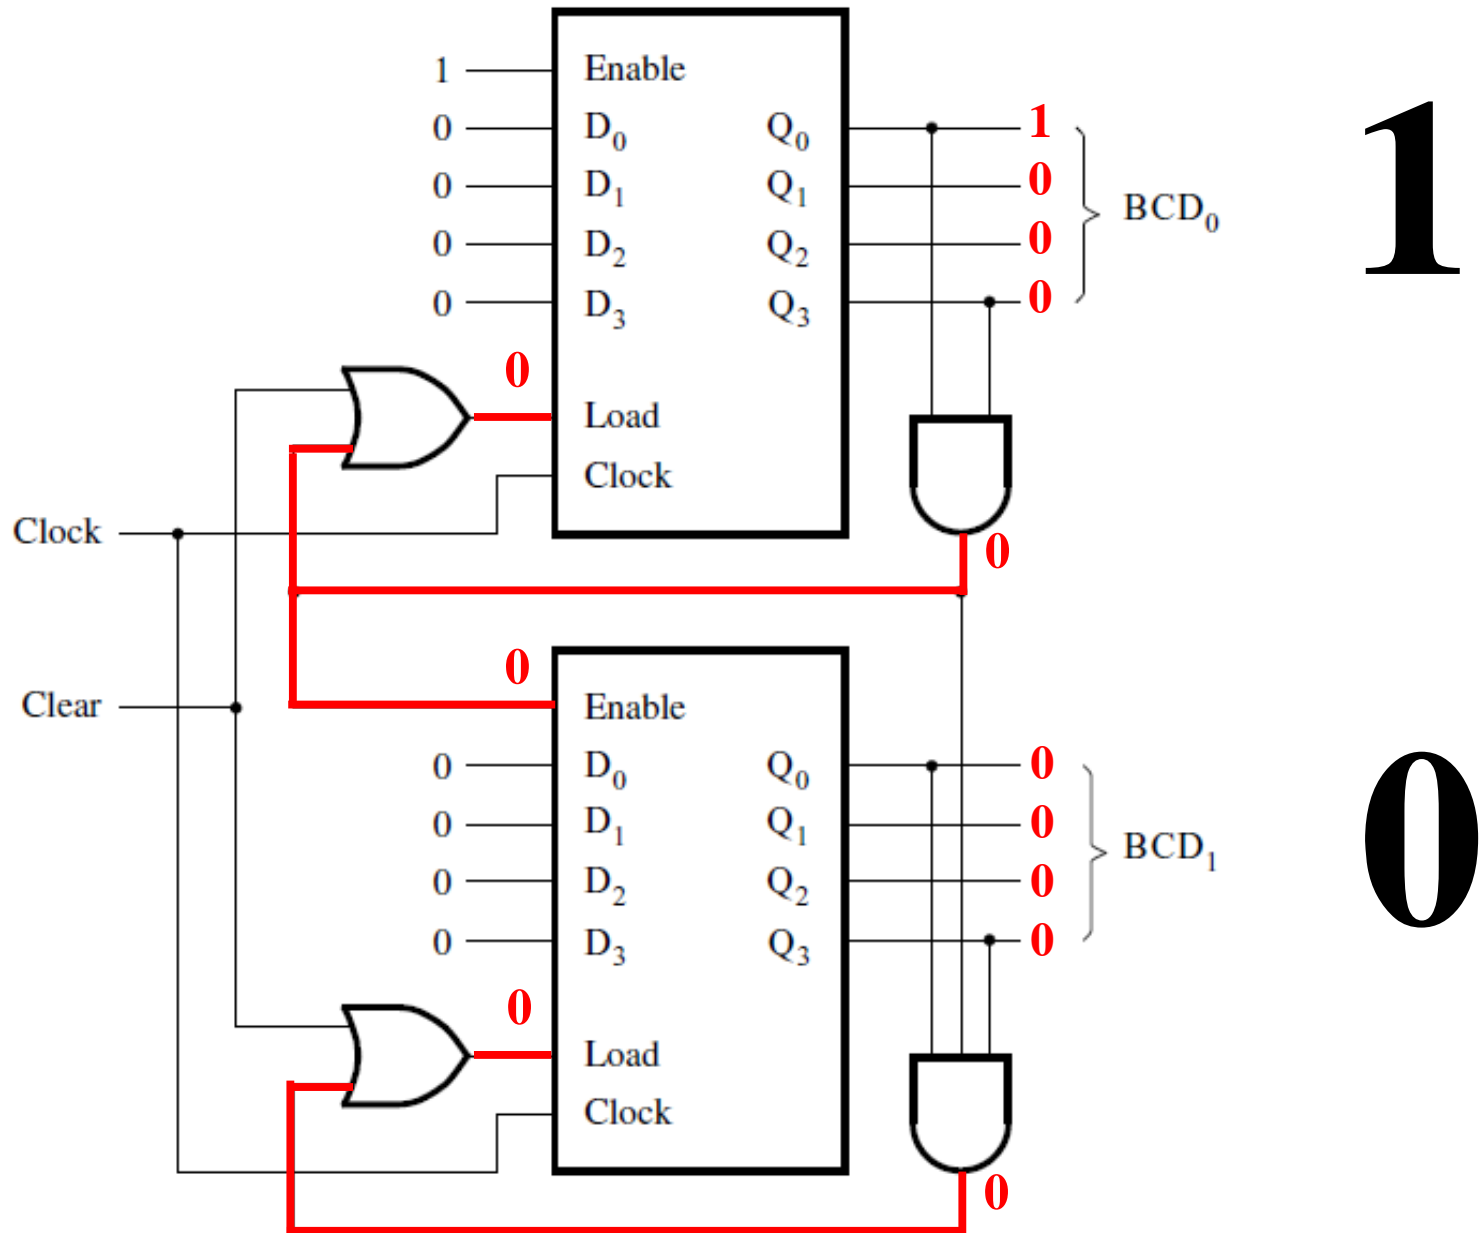 1 Enable
0 D0 Q0 1
0 D1 Q1 0
BCD0 1
0 D2 Q2 0
0 D3 Q3 0
0
Load
Clock
Clock
0
0
Clear
Enable
0 D0 Q0 0
0 D1 Q1 0
BCD1 0
0 D2 Q2 0
0 D3 Q3 0
0
Load
Clock
0